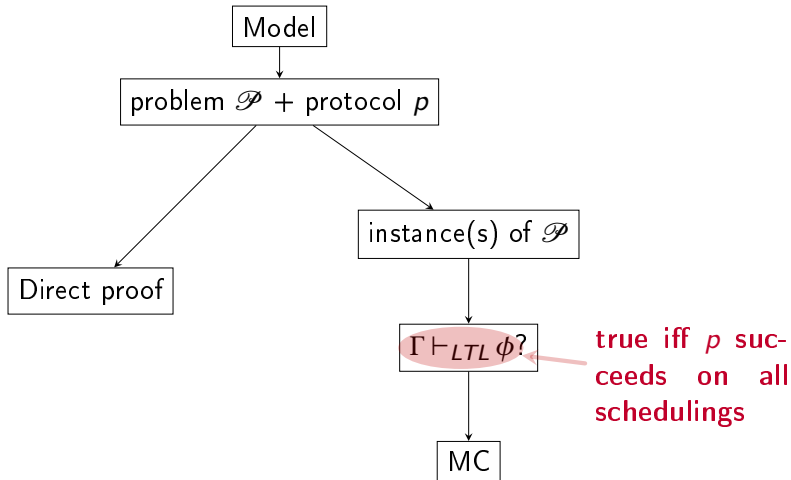 Model
problem 𝒫 + protocol p
instance(s) of 𝒫
Direct proof
Γ ⊢LTL ϕ?
true iff p suc-
ceeds on all
schedulings
MC